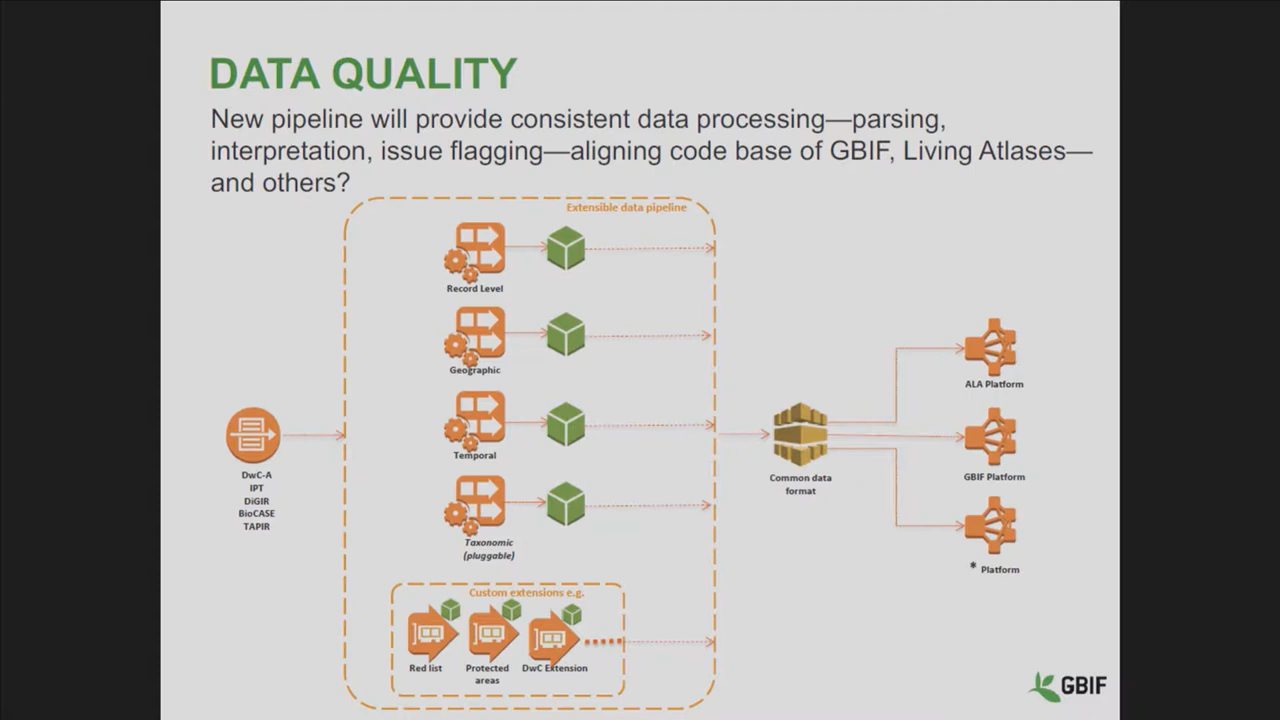 DATA QUALITY
New pipeline will provide consistent data processing—parsing,
interpretation, issue flagging—aligning code base of GBIF, Living Atlases—
and others?
Extensible data pipeline
Record Level
Geographic
Temporal
Taxonomic
(pluggable)
DwC-A
IPT
DiGIR
BioCASE
TAPIR
Custom extensions e.g.
Red list
Protected
areas
DwC Extension
Common data
format
ALA Platform
GBIF Platform
* Platform
GBIF